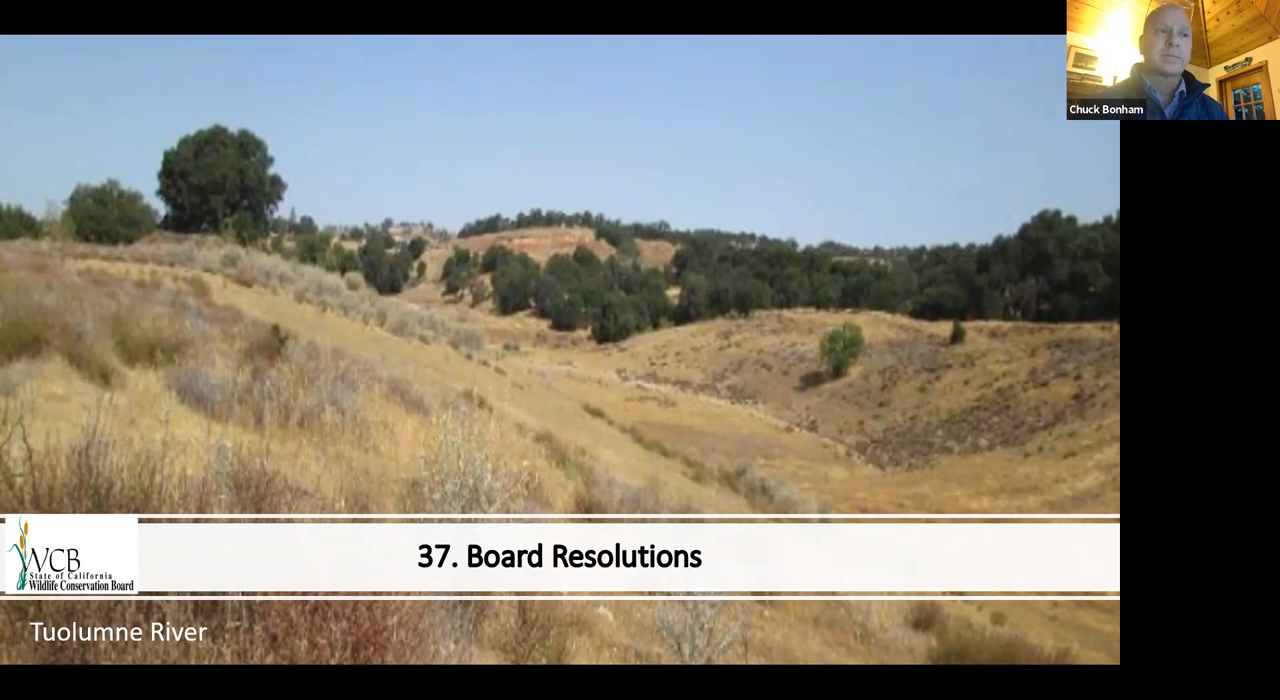 Chuck Bonham
37. Board Resolutions
WCB
State of California
Wildlife Conservation Board
Tuolumne River